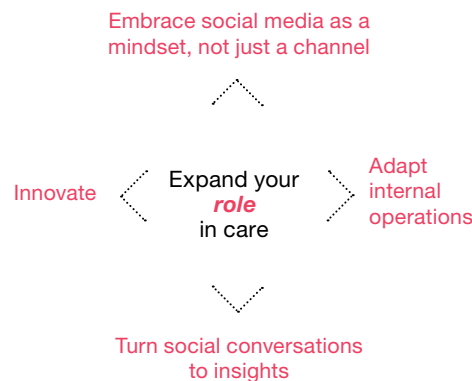 Embrace social media as a
mindset, not just a channel
Innovate
Expand your
role
in care
Adapt
internal
operations
Turn social conversations
to insights